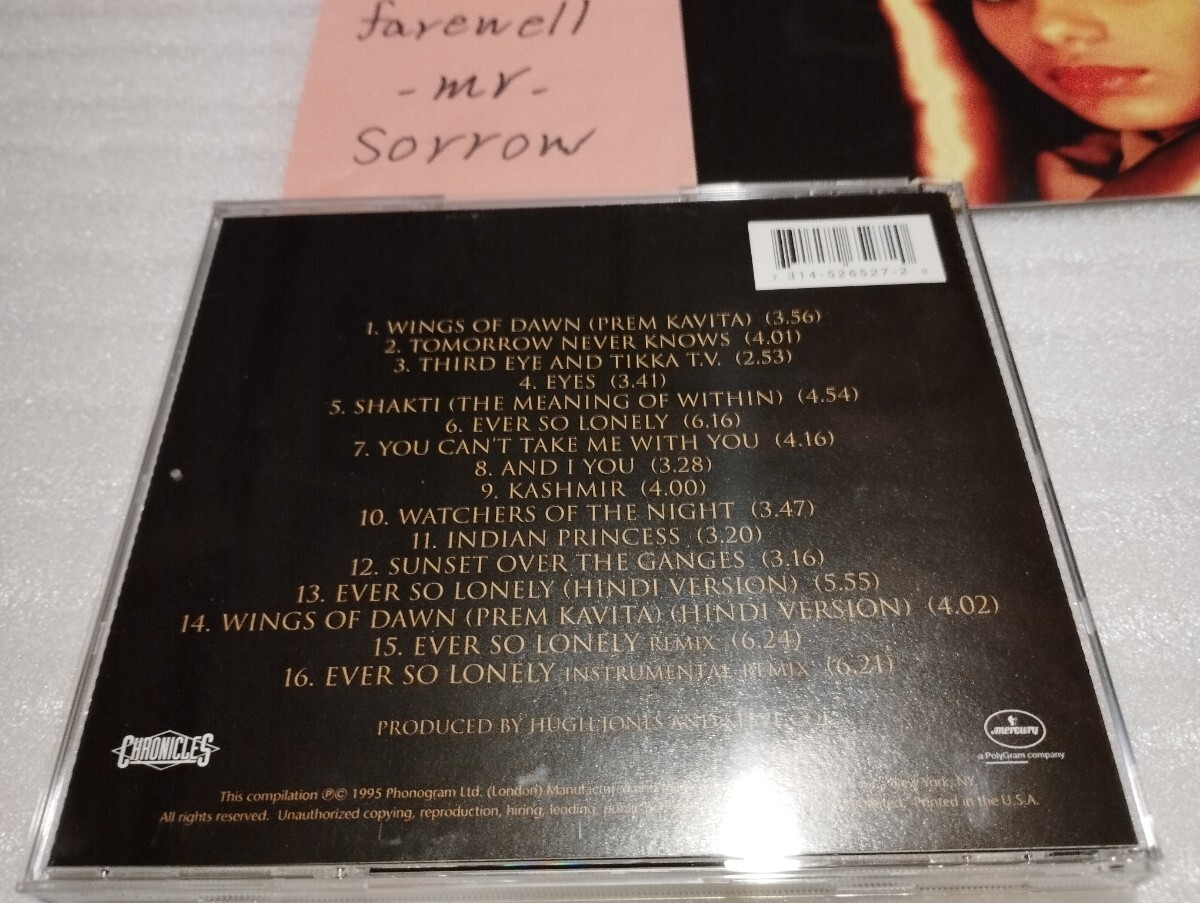 farewell
- mr -
Sorrow
7 314-526527-2 8
1. WINGS OF DAWN (PREM KAVITA) (3.56)
2. TOMORROW NEVER KNOWS (4.01)
3. THIRD EYE AND TIKKA T.V. (2.53)
4. EYES (3.41)
5. SHAKTI (THE MEANING OF WITHIN) (4.54)
6. EVER SO LONELY (6.16)
7. YOU CAN'T TAKE ME WITH YOU (4.16)
8. AND I YOU (3.28)
9. KASHMIR (4.00)
10. WATCHERS OF THE NIGHT (3.47)
11. INDIAN PRINCESS (3.20)
12. SUNSET OVER THE GANGES (3.16)
13. EVER SO LONELY (HINDI VERSION) (5.55)
14. WINGS OF DAWN (PREM KAVITA) (HINDI VERSION) (4.02)
15. EVER SO LONELY REMIX (6.24)
16. EVER SO LONELY INSTRUMENTAL REMIX (6.21)
PRODUCED BY HUGH JONES AND STEVE COE
CHRONICLES
mercury
a PolyGram company
This compilation ℗© 1995 Phonogram Ltd. (London) New York, NY
All rights reserved. Unauthorized copying, reproduction, hiring, lending, Printed in the U.S.A.